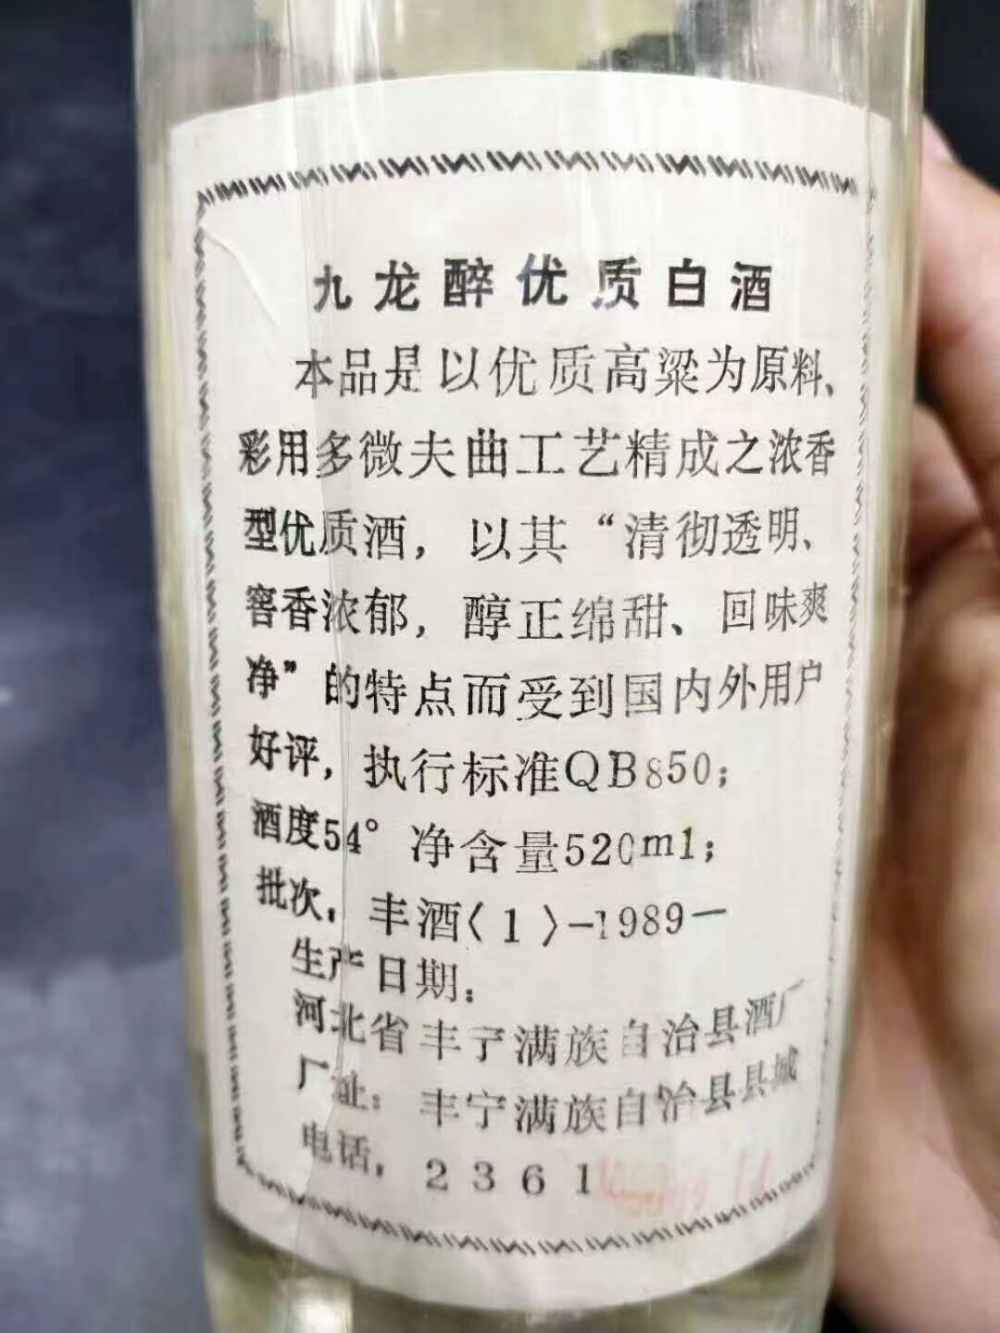 九龙醉优质白酒
本品是以优质高粱为原料、
彩用多微夫曲工艺精成之浓香
型优质酒，以其“清彻透明、
窖香浓郁，醇正绵甜、回味爽
净”的特点而受到国内外用户
好评，执行标准QB850；
酒度54°净含量520ml；
批次，丰酒〈1〉-1989-
生产日期：
河北省丰宁满族自治县酒厂
厂址：丰宁满族自治县县城
电话，2361